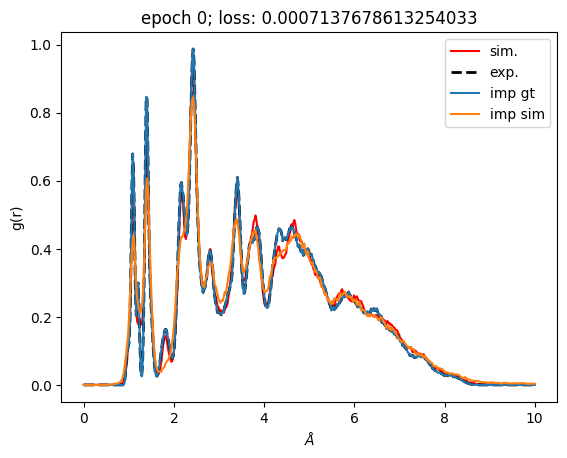 epoch 0; loss: 0.0007137678613254033
g(r)
1.0
0.8
0.6
0.4
0.2
0.0
sim.
exp.
imp gt
imp sim
0 2 4 6 8 10
Å